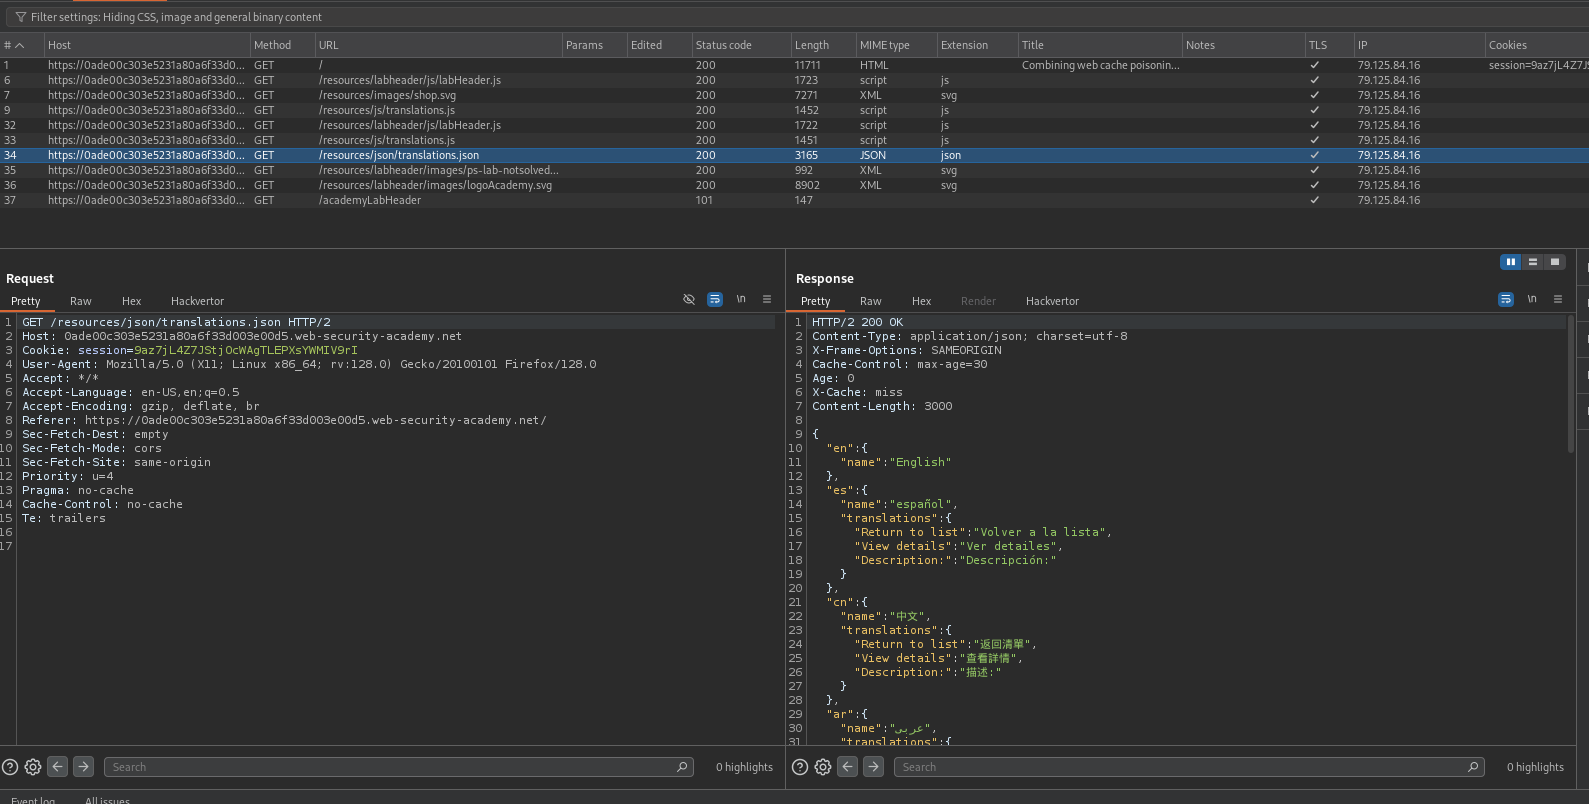 Filter settings: Hiding CSS, image and general binary content
# Host Method URL Params Edited Status code Length MIME type Extension Title Notes TLS IP Cookies
1 https://0ade00c303e5231a80a6f33d0... GET / 200 11711 HTML Combining web cache poisonin... ✓ 79.125.84.16 session=9az7jL4Z7JS
6 https://0ade00c303e5231a80a6f33d0... GET /resources/labheader/js/labHeader.js 200 1723 script js ✓ 79.125.84.16
7 https://0ade00c303e5231a80a6f33d0... GET /resources/images/shop.svg 200 7271 XML svg ✓ 79.125.84.16
9 https://0ade00c303e5231a80a6f33d0... GET /resources/js/translations.js 200 1452 script js ✓ 79.125.84.16
32 https://0ade00c303e5231a80a6f33d0... GET /resources/labheader/js/labHeader.js 200 1722 script js ✓ 79.125.84.16
33 https://0ade00c303e5231a80a6f33d0... GET /resources/js/translations.js 200 1451 script js ✓ 79.125.84.16
34 https://0ade00c303e5231a80a6f33d0... GET /resources/json/translations.json 200 3165 JSON json ✓ 79.125.84.16
35 https://0ade00c303e5231a80a6f33d0... GET /resources/labheader/images/ps-lab-notsolved... 200 992 XML svg ✓ 79.125.84.16
36 https://0ade00c303e5231a80a6f33d0... GET /resources/labheader/images/logoAcademy.svg 200 8902 XML svg ✓ 79.125.84.16
37 https://0ade00c303e5231a80a6f33d0... GET /academyLabHeader 101 147 ✓ 79.125.84.16
Request
Pretty Raw Hex Hackvertor \n
1 GET /resources/json/translations.json HTTP/2
2 Host: 0ade00c303e5231a80a6f33d003e00d5.web-security-academy.net
3 Cookie: session=9az7jL4Z7JStjOcWAgTLEPXsYWMIV9rI
4 User-Agent: Mozilla/5.0 (X11; Linux x86_64; rv:128.0) Gecko/20100101 Firefox/128.0
5 Accept: */*
6 Accept-Language: en-US,en;q=0.5
7 Accept-Encoding: gzip, deflate, br
8 Referer: https://0ade00c303e5231a80a6f33d003e00d5.web-security-academy.net/
9 Sec-Fetch-Dest: empty
10 Sec-Fetch-Mode: cors
11 Sec-Fetch-Site: same-origin
12 Priority: u=4
13 Pragma: no-cache
14 Cache-Control: no-cache
15 Te: trailers
16
17
Search 0 highlights
Response
Pretty Raw Hex Render Hackvertor \n
1 HTTP/2 200 OK
2 Content-Type: application/json; charset=utf-8
3 X-Frame-Options: SAMEORIGIN
4 Cache-Control: max-age=30
5 Age: 0
6 X-Cache: miss
7 Content-Length: 3000
8
9 {
10 "en":{
11 "name":"English"
12 },
13 "es":{
14 "name":"español",
15 "translations":{
16 "Return to list":"Volver a la lista",
17 "View details":"Ver detailes",
18 "Description:":"Descripción:"
19 }
20 },
21 "cn":{
22 "name":"中文",
23 "translations":{
24 "Return to list":"返回清單",
25 "View details":"查看詳情",
26 "Description:":"描述:"
27 }
28 },
29 "ar":{
30 "name":"عربى",
31 "translations":{
Search 0 highlights
Event log All issues